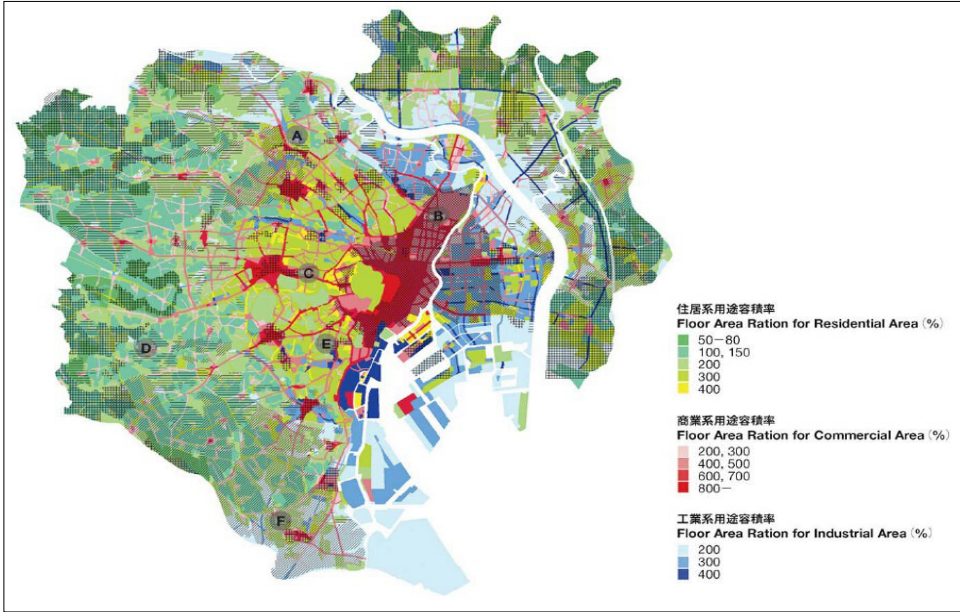 A
B
C
D
E
F
住居系用途容積率
Floor Area Ration for Residential Area (%)
50-80
100, 150
200
300
400
商業系用途容積率
Floor Area Ration for Commercial Area (%)
200, 300
400, 500
600, 700
800-
工業系用途容積率
Floor Area Ration for Industrial Area (%)
200
300
400